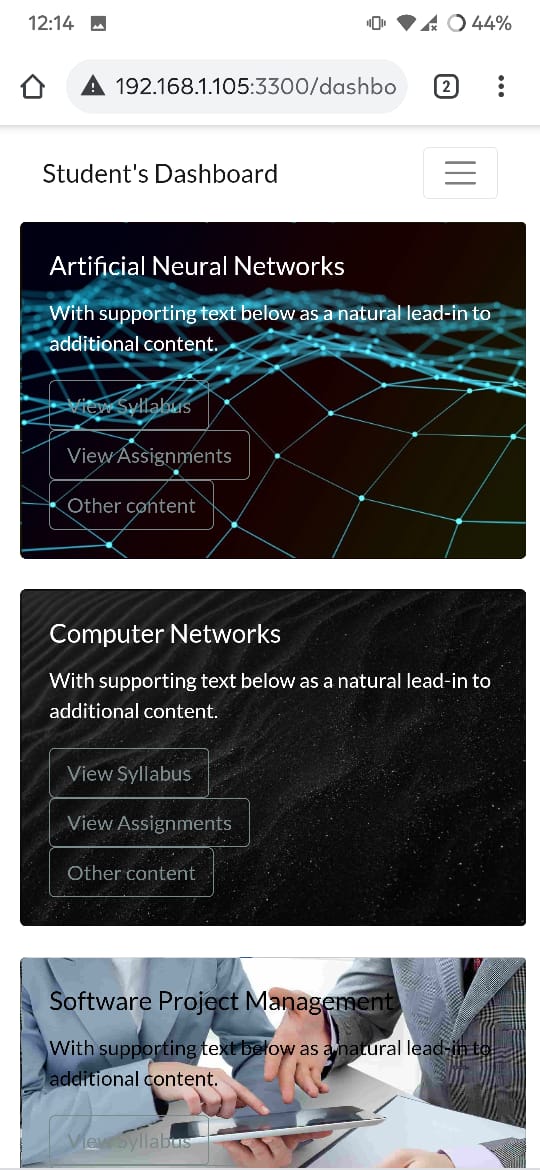 12:14
44%
192.168.1.105:3300/dashbo
2
Student's Dashboard
Artificial Neural Networks
With supporting text below as a natural lead-in to
additional content.
View Syllabus
View Assignments
Other content
Computer Networks
With supporting text below as a natural lead-in to
additional content.
View Syllabus
View Assignments
Other content
Software Project Management
With supporting text below as a natural lead-in to
additional content.
View Syllabus